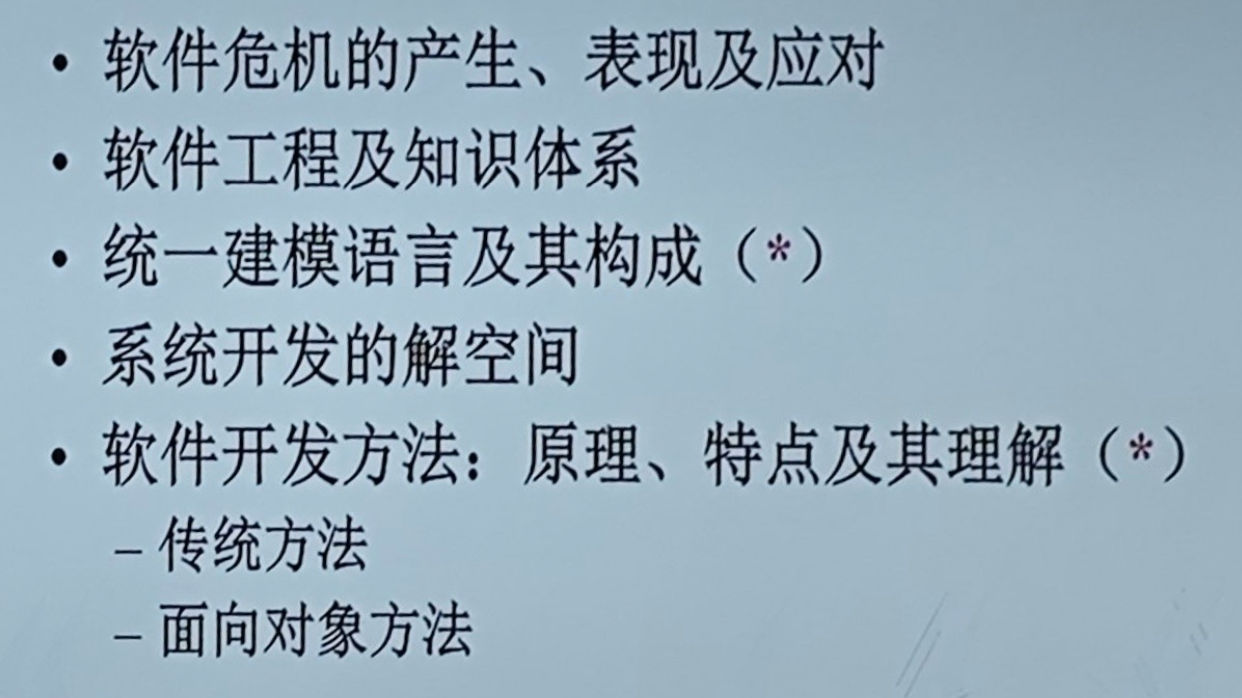 • 软件危机的产生、表现及应对
• 软件工程及知识体系
• 统一建模语言及其构成（*）
• 系统开发的解空间
• 软件开发方法：原理、特点及其理解（*）
– 传统方法
– 面向对象方法